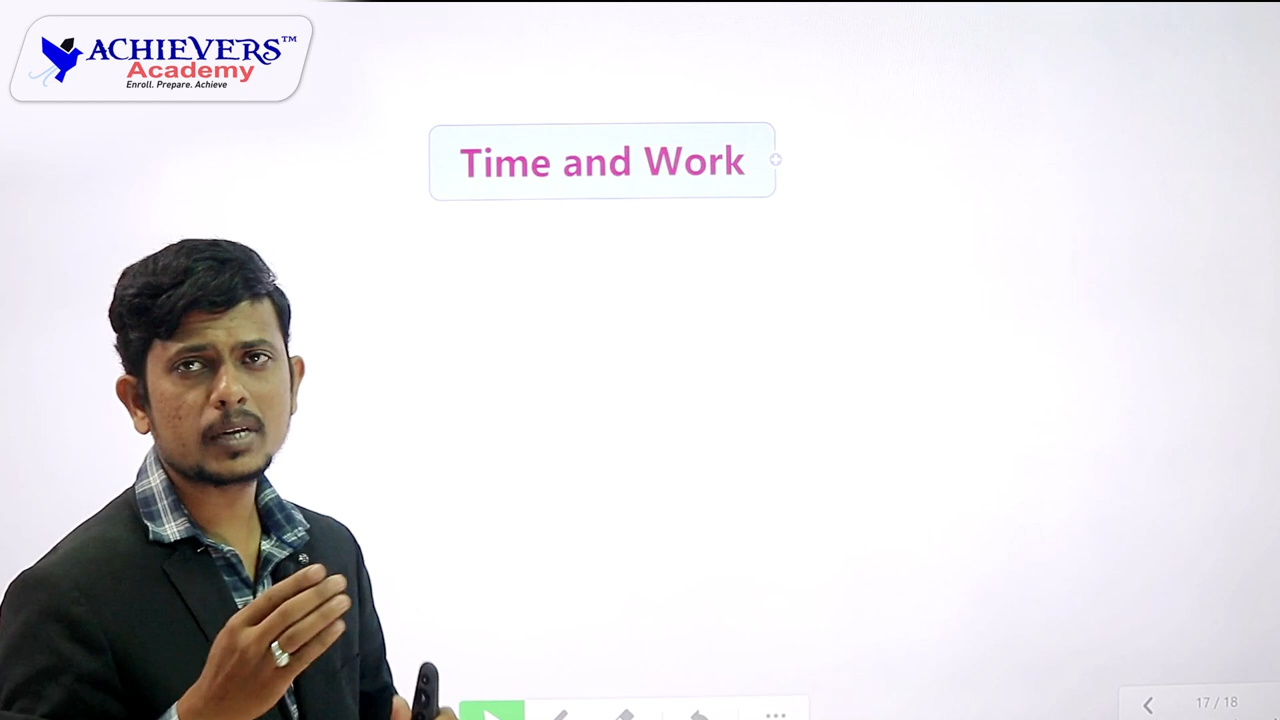 ACHIEVERS™
Academy
Enroll. Prepare. Achieve
Time and Work
17 / 18